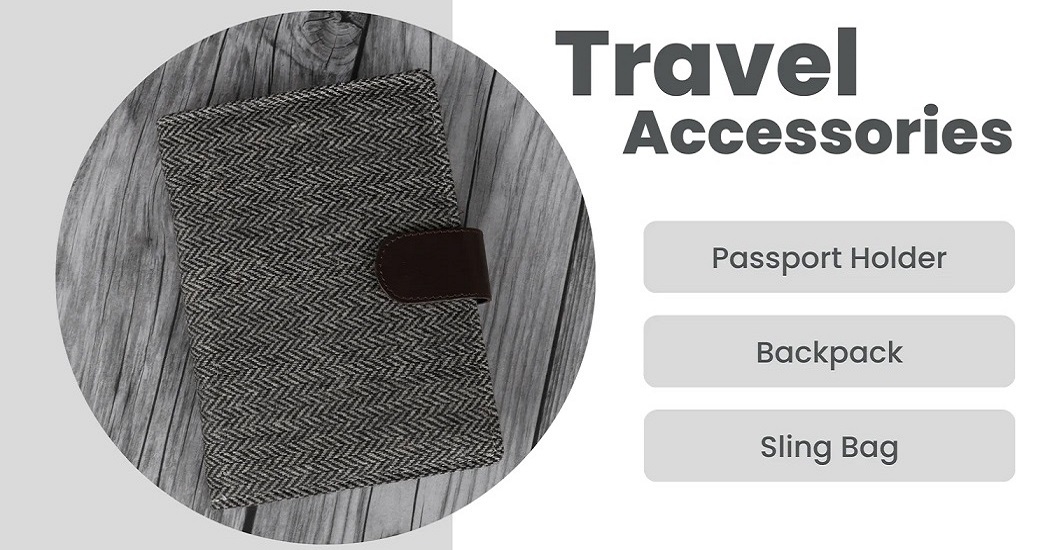 Travel
Accessories
Passport Holder
Backpack
Sling Bag